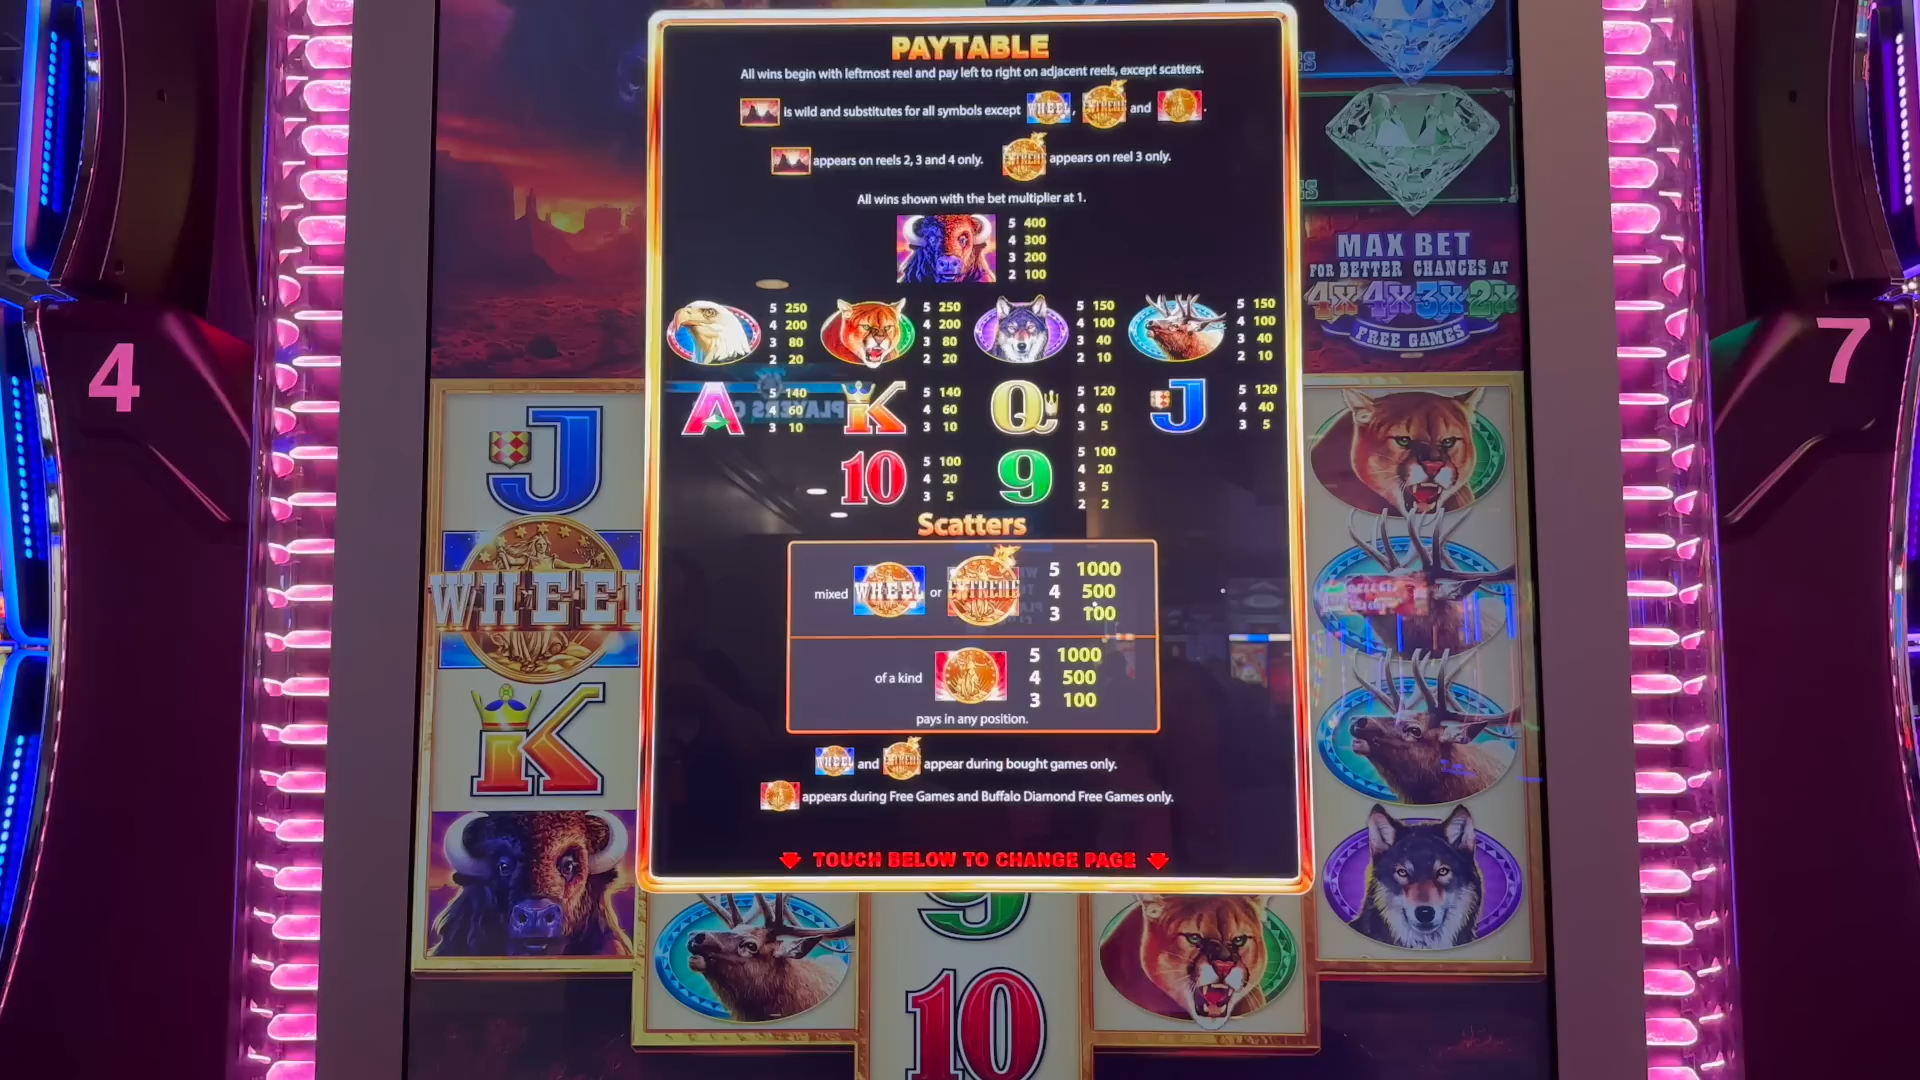 PAYTABLE
All wins begin with leftmost reel and pay left to right on adjacent reels, except scatters.
is wild and substitutes for all symbols except WHEEL, EXTREME and .
appears on reels 2, 3 and 4 only. EXTREME appears on reel 3 only.
All wins shown with the bet multiplier at 1.
5 400
4 300
3 200
2 100
5 250 5 250 5 150 5 150
4 200 4 200 4 100 4 100
3 80 3 80 3 40 3 40
2 20 2 20 2 10 2 10
A 5 140 K 5 140 Q 5 120 J 5 120
4 60 4 60 4 40 4 40
3 10 3 10 3 5 3 5
10 5 100 9 5 100
4 20 4 20
3 5 3 5
2 2
Scatters
mixed WHEEL or EXTREME 5 1000
4 500
3 100
of a kind 5 1000
4 500
3 100
pays in any position.
WHEEL and EXTREME appear during bought games only.
appears during Free Games and Buffalo Diamond Free Games only.
TOUCH BELOW TO CHANGE PAGE
MAX BET
FOR BETTER CHANCES AT
4X 4X 3X 2X
FREE GAMES
4
7
J
WHEEL
K
9
10